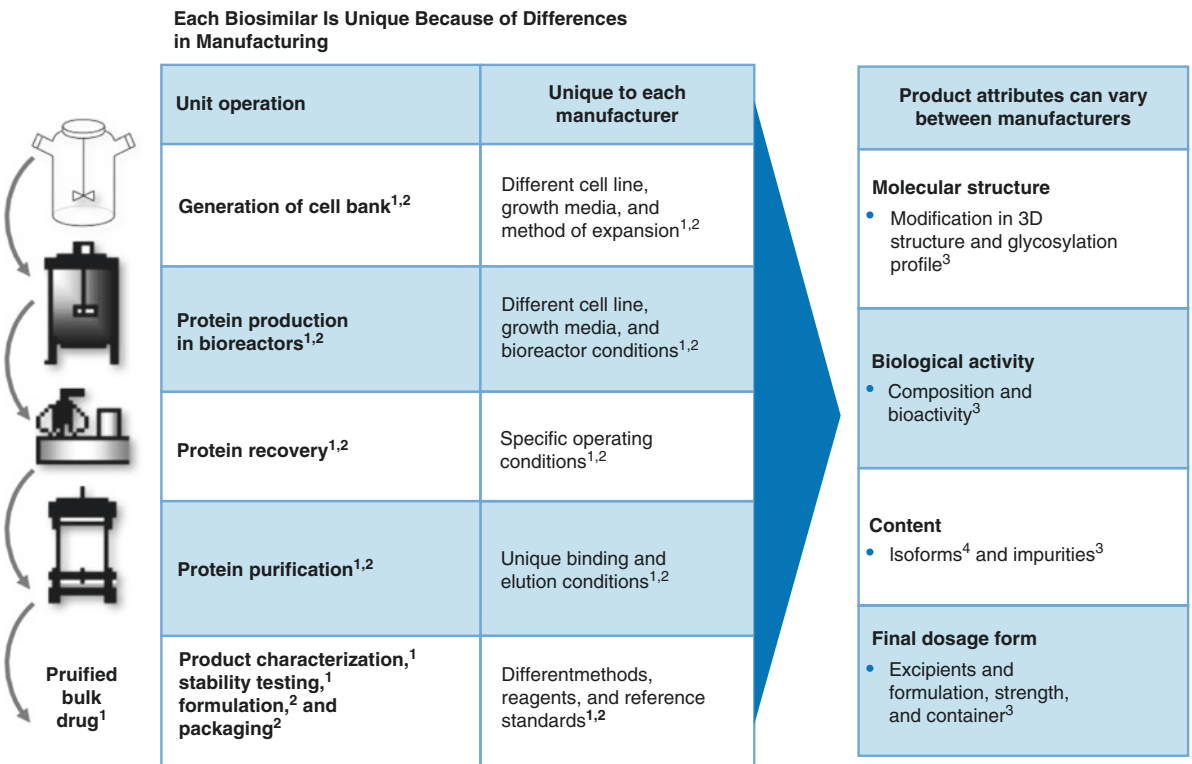 Each Biosimilar Is Unique Because of Differences
in Manufacturing
Unit operation
Unique to each
manufacturer
Generation of cell bank1,2
Different cell line,
growth media, and
method of expansion1,2
Protein production
in bioreactors1,2
Different cell line,
growth media, and
bioreactor conditions1,2
Protein recovery1,2
Specific operating
conditions1,2
Protein purification1,2
Unique binding and
elution conditions1,2
Pruified
bulk
drug1
Product characterization,1
stability testing,1
formulation,2 and
packaging2
Differentmethods,
reagents, and reference
standards1,2
Product attributes can vary
between manufacturers
Molecular structure
• Modification in 3D
structure and glycosylation
profile3
Biological activity
• Composition and
bioactivity3
Content
• Isoforms4 and impurities3
Final dosage form
• Excipients and
formulation, strength,
and container3